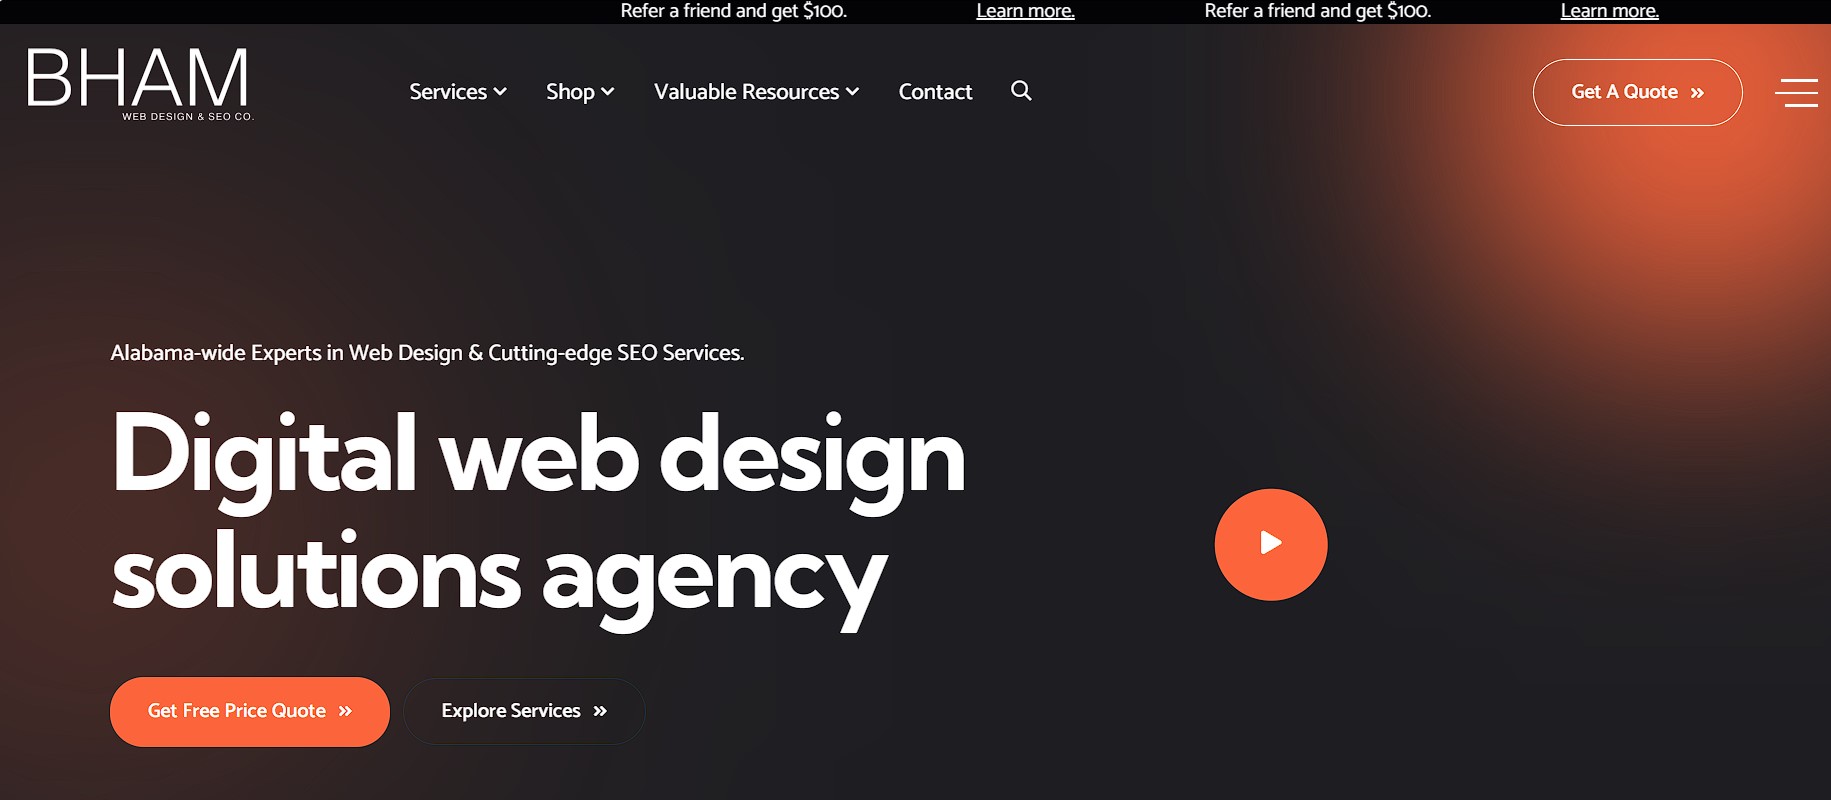 Refer a friend and get $100. Learn more. Refer a friend and get $100. Learn more.
BHAM
WEB DESIGN & SEO CO.
Services Shop Valuable Resources Contact Get A Quote
Alabama-wide Experts in Web Design & Cutting-edge SEO Services.
Digital web design
solutions agency
Get Free Price Quote Explore Services